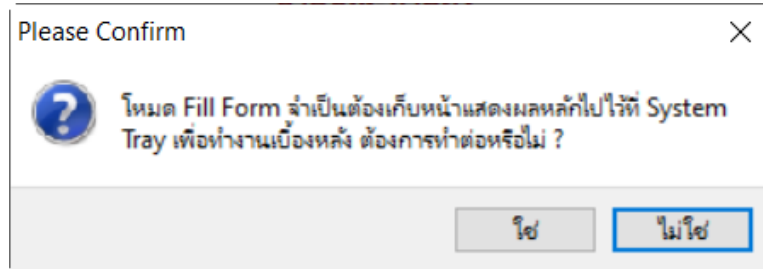 Please Confirm
โหมด Fill Form จำเป็นต้องเก็บหน้าแสดงผลหลักไปไว้ที่ System
Tray เพื่อทำงานเบื้องหลัง ต้องการทำต่อหรือไม่ ?
ใช่ ไม่ใช่